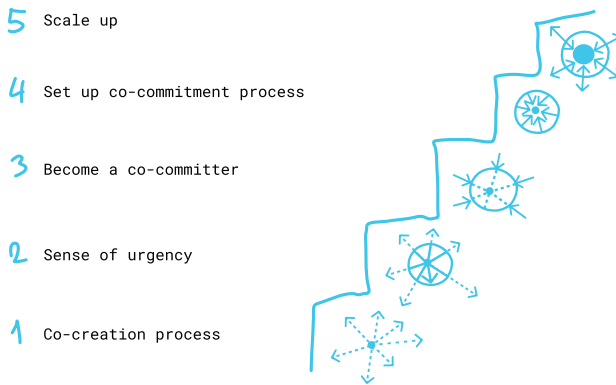 5 Scale up
4 Set up co-commitment process
3 Become a co-committer
2 Sense of urgency
1 Co-creation process